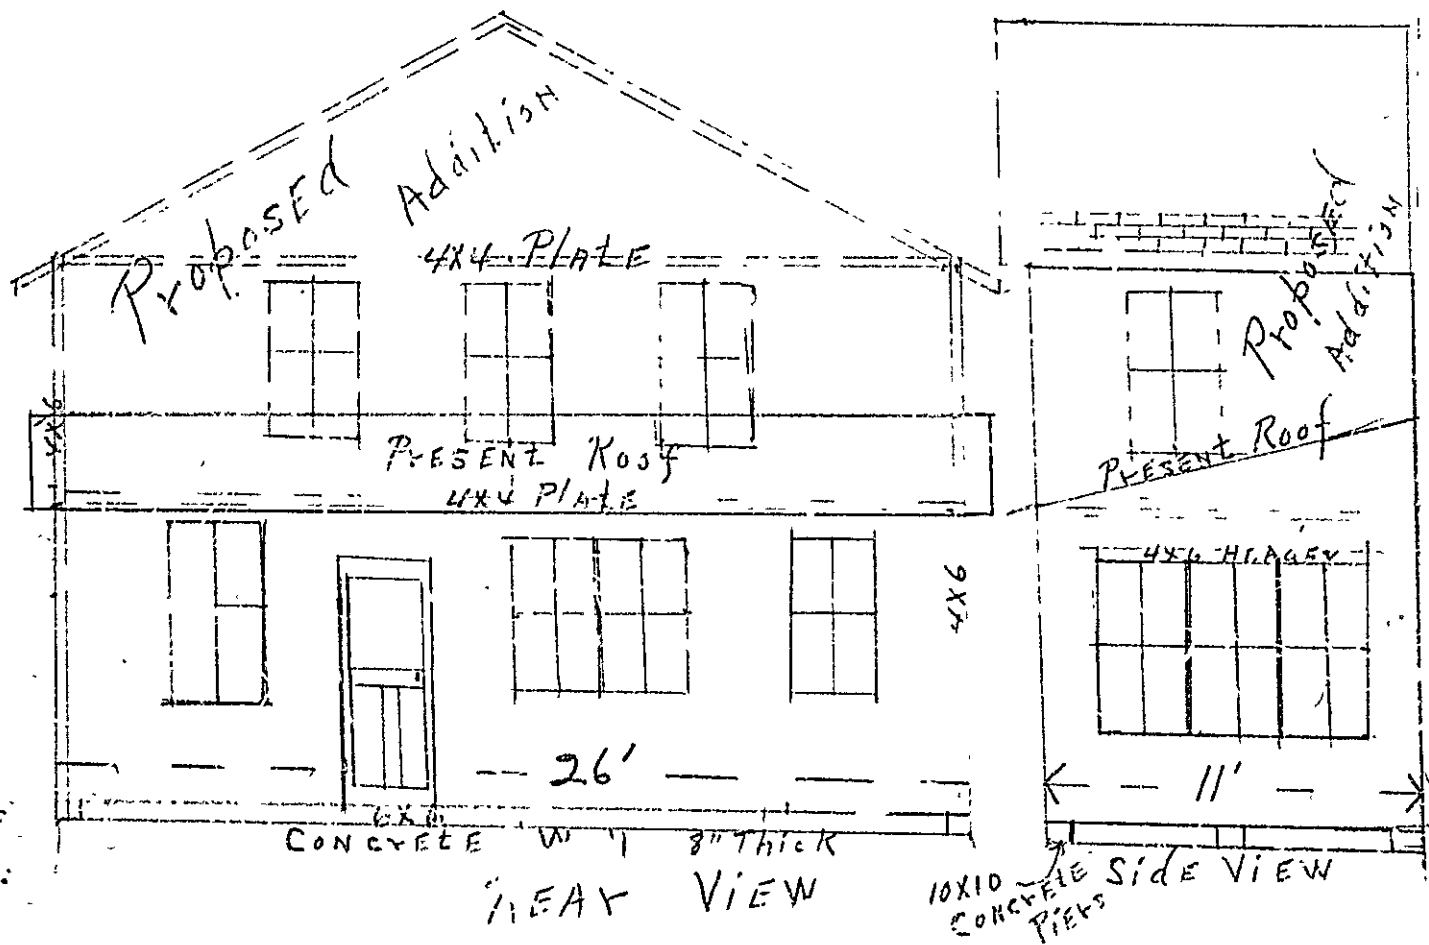 Proposed Addition
4X4 Plate
4X6
Present Roof
4X4 Plate
4X6
26'
Concrete 8" Thick
Rear View
Proposed
Addition
Present Roof
4X6 Header
11'
10X10
Concrete
Piers
Side View